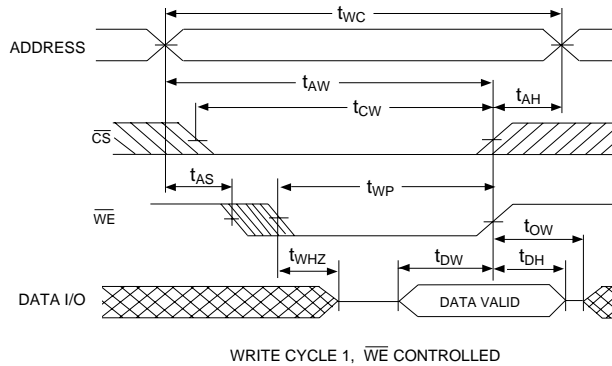 tWC
ADDRESS
tAW
tCW
tAH
CS
tAS
tWP
WE
tOW
tWHZ
tDW
tDH
DATA I/O
DATA VALID
WRITE CYCLE 1, WE CONTROLLED